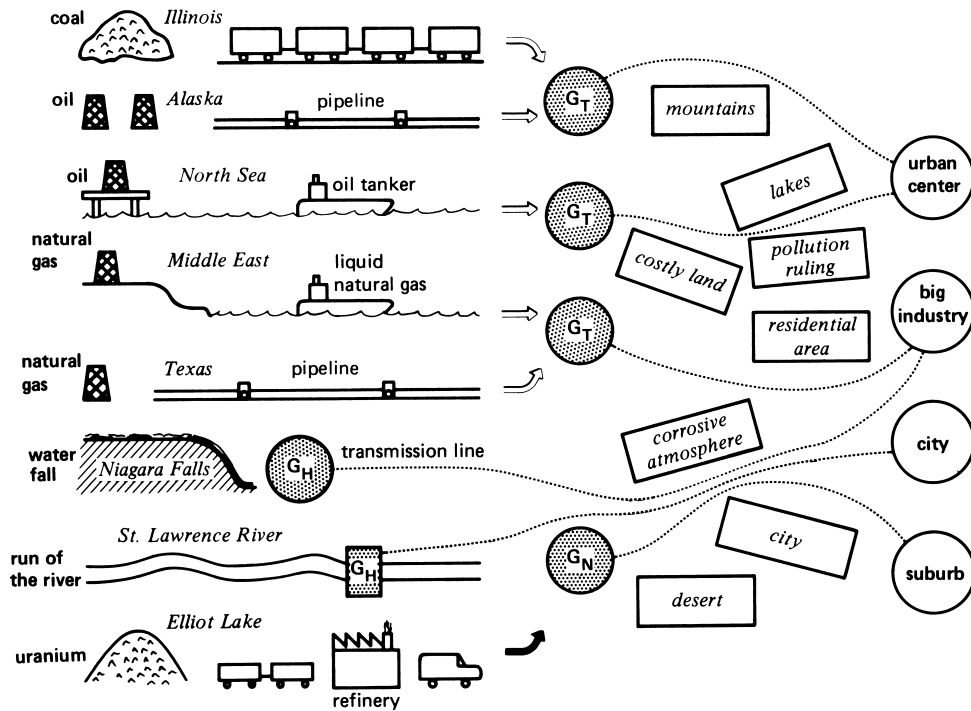 coal
Illinois
oil
Alaska
pipeline
G_T
mountains
urban
center
oil
North Sea
oil tanker
G_T
lakes
costly land
pollution
ruling
natural
gas
Middle East
liquid
natural gas
G_T
residential
area
big
industry
natural
gas
Texas
pipeline
water
fall
Niagara Falls
G_H
transmission line
corrosive
atmosphere
city
run of
the river
St. Lawrence River
G_H
G_N
city
desert
suburb
uranium
Elliot Lake
refinery